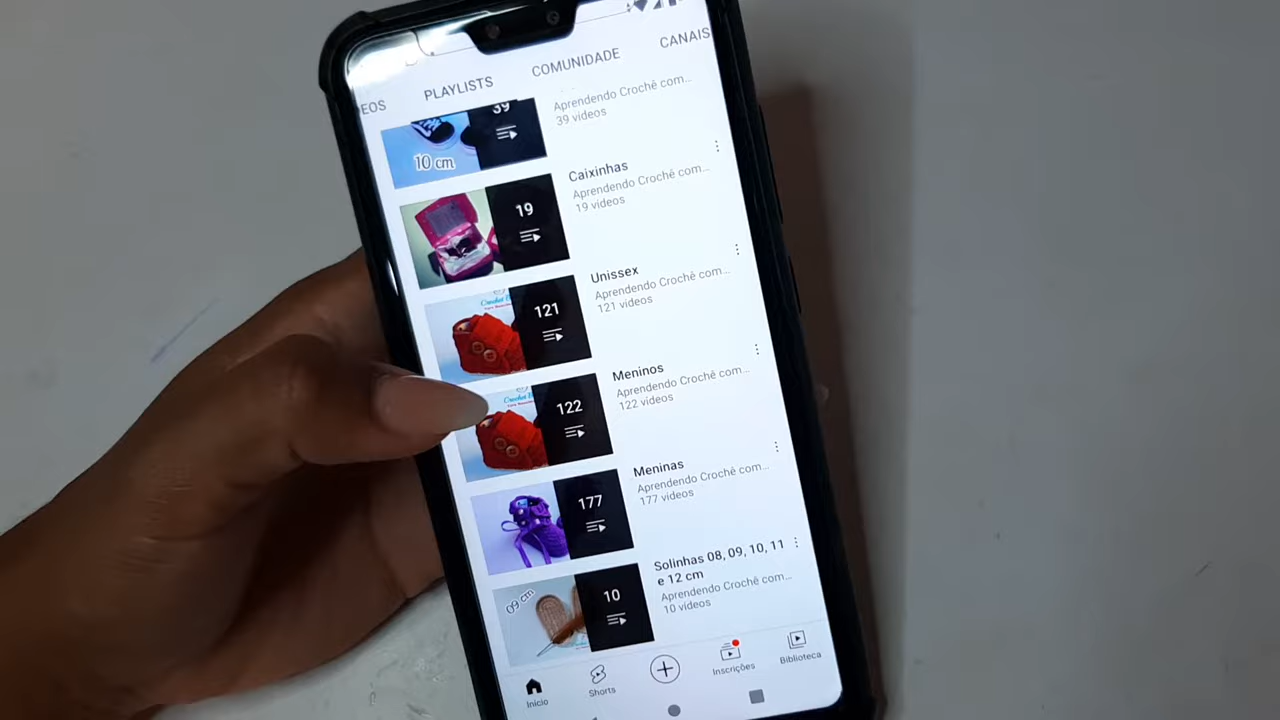 EOS PLAYLISTS COMUNIDADE CANAIS
39
Aprendendo Crochê com...
39 vídeos
10 cm
Caixinhas
Aprendendo Crochê com...
19 vídeos
19
Unissex
Aprendendo Crochê com...
121 vídeos
121
Crochet
Meninos
Aprendendo Crochê com...
122 vídeos
122
Crochet
Meninas
Aprendendo Crochê com...
177 vídeos
177
Solinhas 08, 09, 10, 11
e 12 cm
Aprendendo Crochê com...
10 vídeos
10
09 cm
Início Shorts Inscrições Biblioteca